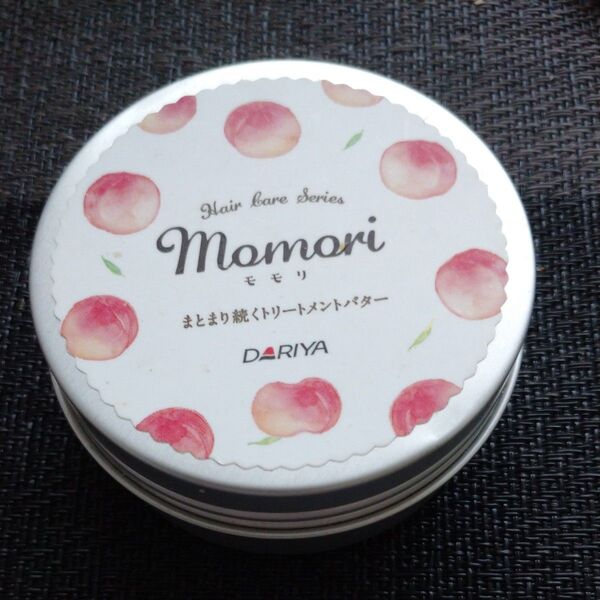 Hair Care Series
momori
モモリ
まとまり続くトリートメントバター
DARIYA